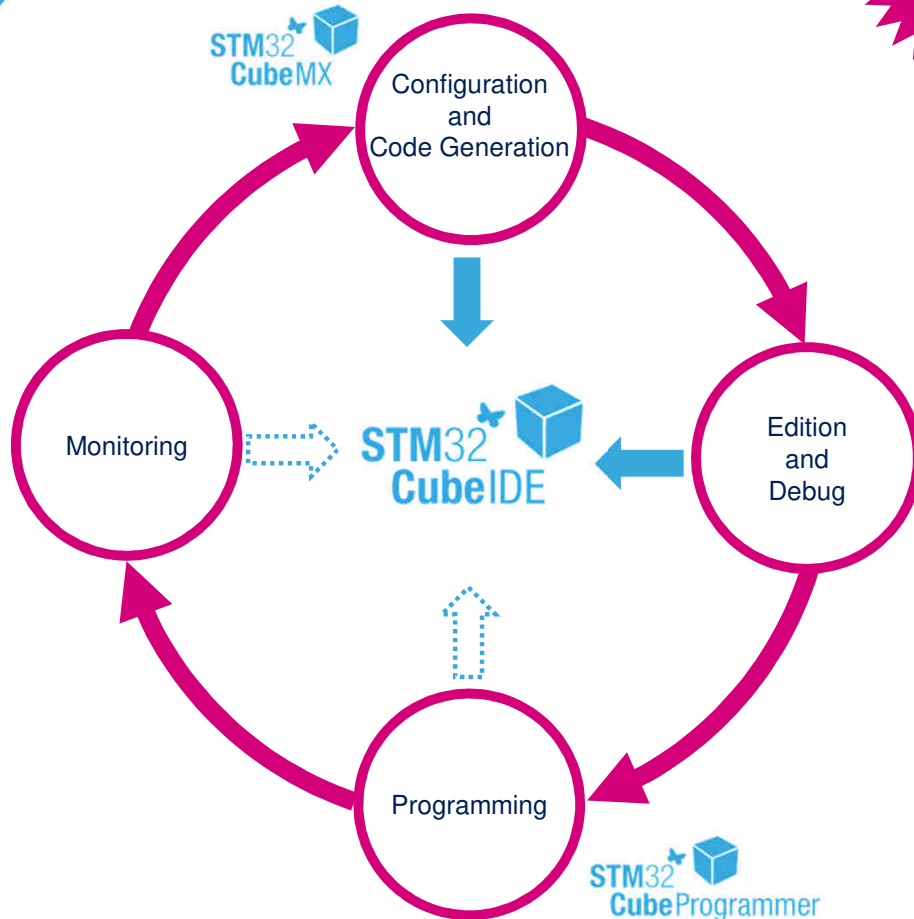 STM32
CubeMX
Configuration
and
Code Generation
Monitoring
STM32
CubeIDE
Edition
and
Debug
Programming
STM32
CubeProgrammer